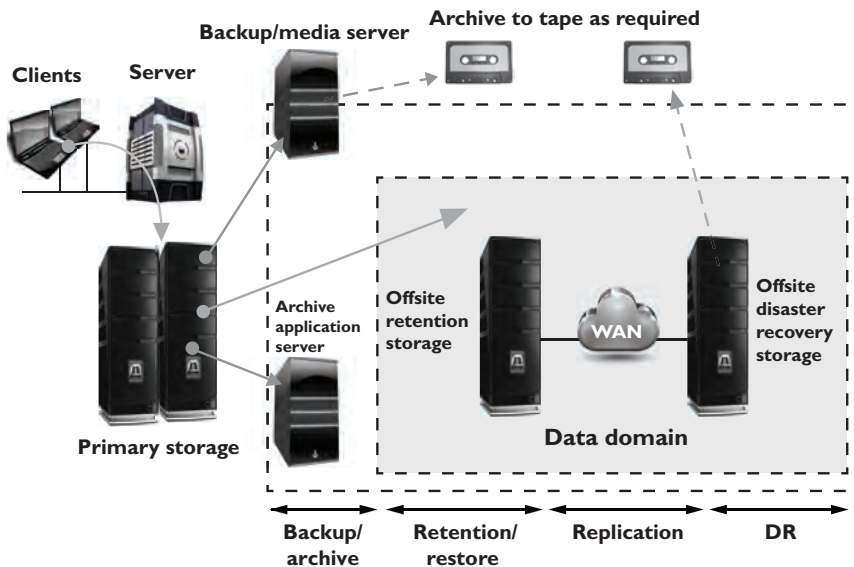 Archive to tape as required
Backup/media server
Clients
Server
Archive
application
server
Offsite
retention
storage
WAN
Offsite
disaster
recovery
storage
Primary storage
Data domain
Backup/
archive
Retention/
restore
Replication
DR